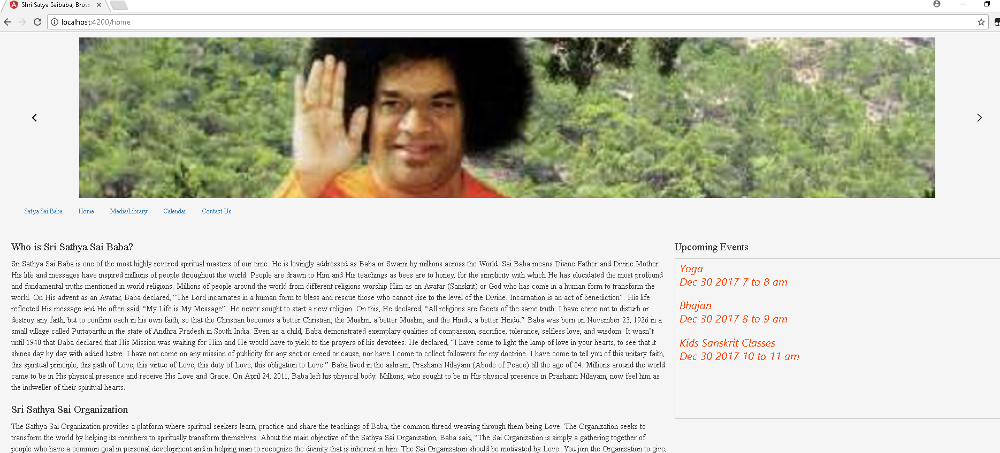 Shri Satya Saibaba, Bross
localhost:4200/home
Satya Sai Baba Home Media/Library Calendar Contact Us
Who is Sri Sathya Sai Baba?
Sri Sathya Sai Baba is one of the most highly revered spiritual masters of our time. He is lovingly addressed as Baba or Swami by millions across the World. Sai Baba means Divine Father and Divine Mother.
His life and messages have inspired millions of people throughout the world. People are drawn to Him and His teachings as bees are to honey, for the simplicity with which He has elucidated the most profound
and fundamental truths mentioned in world religions. Millions of people around the world from different religions worship Him as an Avatar (Sanskrit) or God who has come in a human form to transform the
world. On His advent as an Avatar, Baba declared, “The Lord incarnates in a human form to bless and rescue those who cannot rise to the level of the Divine. Incarnation is an act of benediction”. His life
reflected His message and He often said, “My Life is My Message”. He never sought to start a new religion. On this, He declared, “All religions are facets of the same truth. I have come not to disturb or
destroy any faith, but to confirm each in his own faith, so that the Christian becomes a better Christian; the Muslim, a better Muslim; and the Hindu, a better Hindu.” Baba was born on November 23, 1926 in a
small village called Puttaparthi in the state of Andhra Pradesh in South India. Even as a child, Baba demonstrated exemplary qualities of compassion, sacrifice, tolerance, selfless love, and wisdom. It wasn’t
until 1940 that Baba declared that His Mission was waiting for Him and He would have to yield to the prayers of his devotees. He declared, “I have come to light the lamp of love in your hearts, to see that it
shines day by day with added lustre. I have not come on any mission of publicity for any sect or creed or cause, nor have I come to collect followers for my doctrine. I have come to tell you of this unitary faith,
this spiritual principle, this path of Love, this virtue of Love, this duty of Love, this obligation to Love.” Baba lived in the ashram, Prashanti Nilayam (Abode of Peace) till the age of 84. Millions around the world
came to be in His physical presence and receive His Love and Grace. On April 24, 2011, Baba left his physical body. Millions, who sought to be in His physical presence in Prashanti Nilayam, now feel him as
the indweller of their spiritual hearts.
Sri Sathya Sai Organization
The Sathya Sai Organization provides a platform where spiritual seekers learn, practice and share the teachings of Baba, the common thread weaving through them being Love. The Organization seeks to
transform the world by helping its members to spiritually transform themselves. About the main objective of the Sathya Sai Organization, Baba said, “The Sai Organization is simply a gathering together of
people who have a common goal in personal development and in helping man to recognize the divinity that is inherent in him. The Sai Organization should be motivated by Love. You join the Organization to give,
Upcoming Events
Yoga
Dec 30 2017 7 to 8 am
Bhajan
Dec 30 2017 8 to 9 am
Kids Sanskrit Classes
Dec 30 2017 10 to 11 am